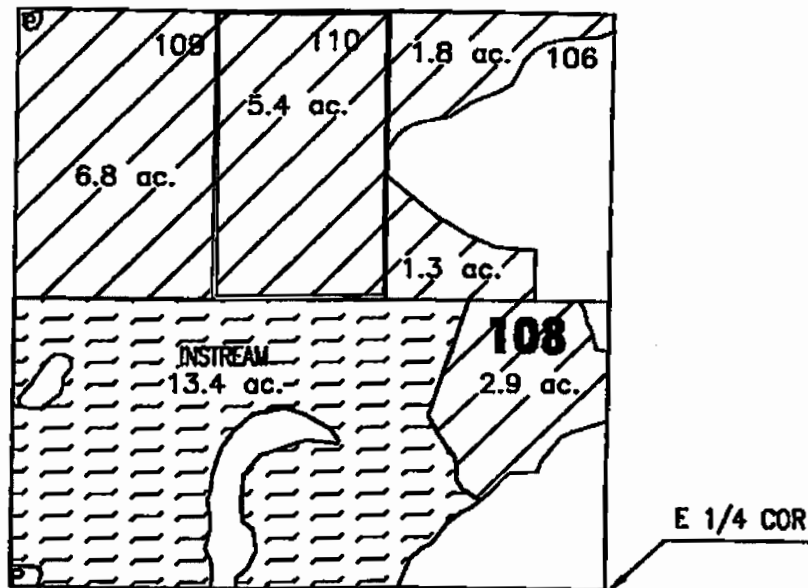 P
109
110
1.8 ac.
106
5.4 ac.
6.8 ac.
1.3 ac.
108
INSTREAM
13.4 ac.
2.9 ac.
E 1/4 COR
P